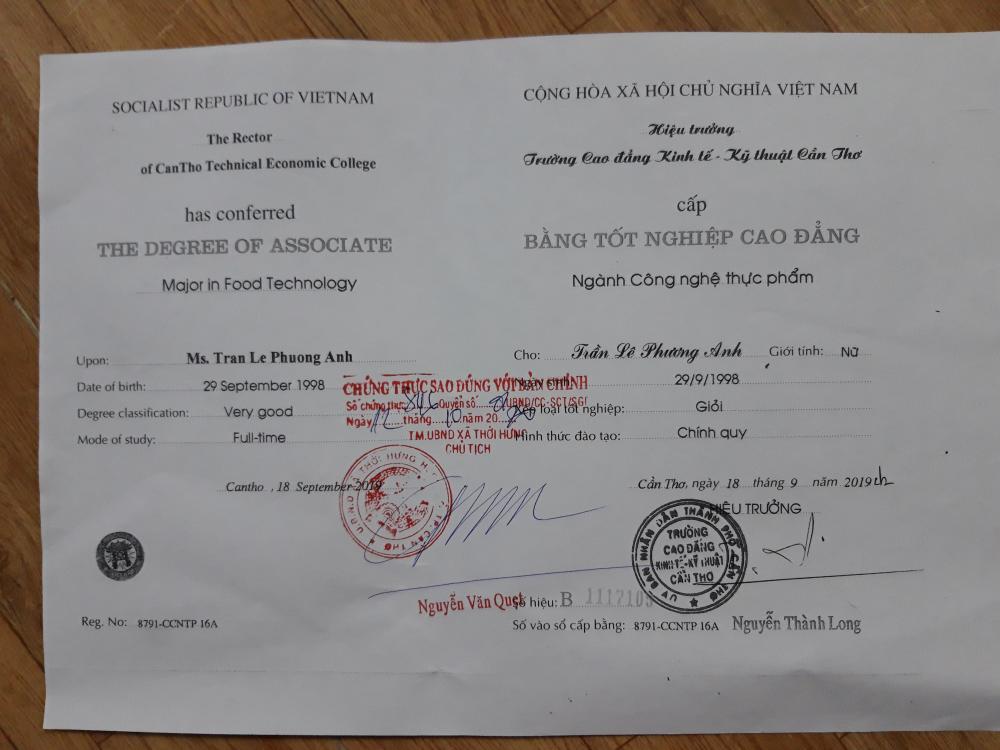 SOCIALIST REPUBLIC OF VIETNAM
The Rector
of CanTho Technical Economic College
has conferred
THE DEGREE OF ASSOCIATE
Major in Food Technology
Upon: Ms. Tran Le Phuong Anh
Date of birth: 29 September 1998
Degree classification: Very good
Mode of study: Full-time
Cantho , 18 September 2019
Reg. No: 8791-CCNTP 16A
CỘNG HÒA XÃ HỘI CHỦ NGHĨA VIỆT NAM
Hiệu trưởng
Trường Cao đẳng Kinh tế - Kỹ thuật Cần Thơ
cấp
BẰNG TỐT NGHIỆP CAO ĐẲNG
Ngành Công nghệ thực phẩm
Cho: Trần Lê Phương Anh Giới tính: Nữ
Ngày sinh: 29/9/1998
loại tốt nghiệp: Giỏi
Hình thức đào tạo: Chính quy
Cần Thơ, ngày 18 tháng 9 năm 2019
HIỆU TRƯỞNG
ỦY BAN NHÂN DÂN THÀNH PHỐ CẦN THƠ
TRƯỜNG
CAO ĐẲNG
KINH TẾ-KỸ THUẬT
CẦN THƠ
Số hiệu: B
Số vào sổ cấp bằng: 8791-CCNTP 16A Nguyễn Thành Long
CHỨNG THỰC SAO ĐÚNG VỚI BẢN CHÍNH
Số chứng thực Quyển số UBND/CC-SCT/SGI
Ngày 12 tháng 10 năm 20
T.M.UBND XÃ THỚI HƯNG
CHỦ TỊCH
Nguyễn Văn Quet